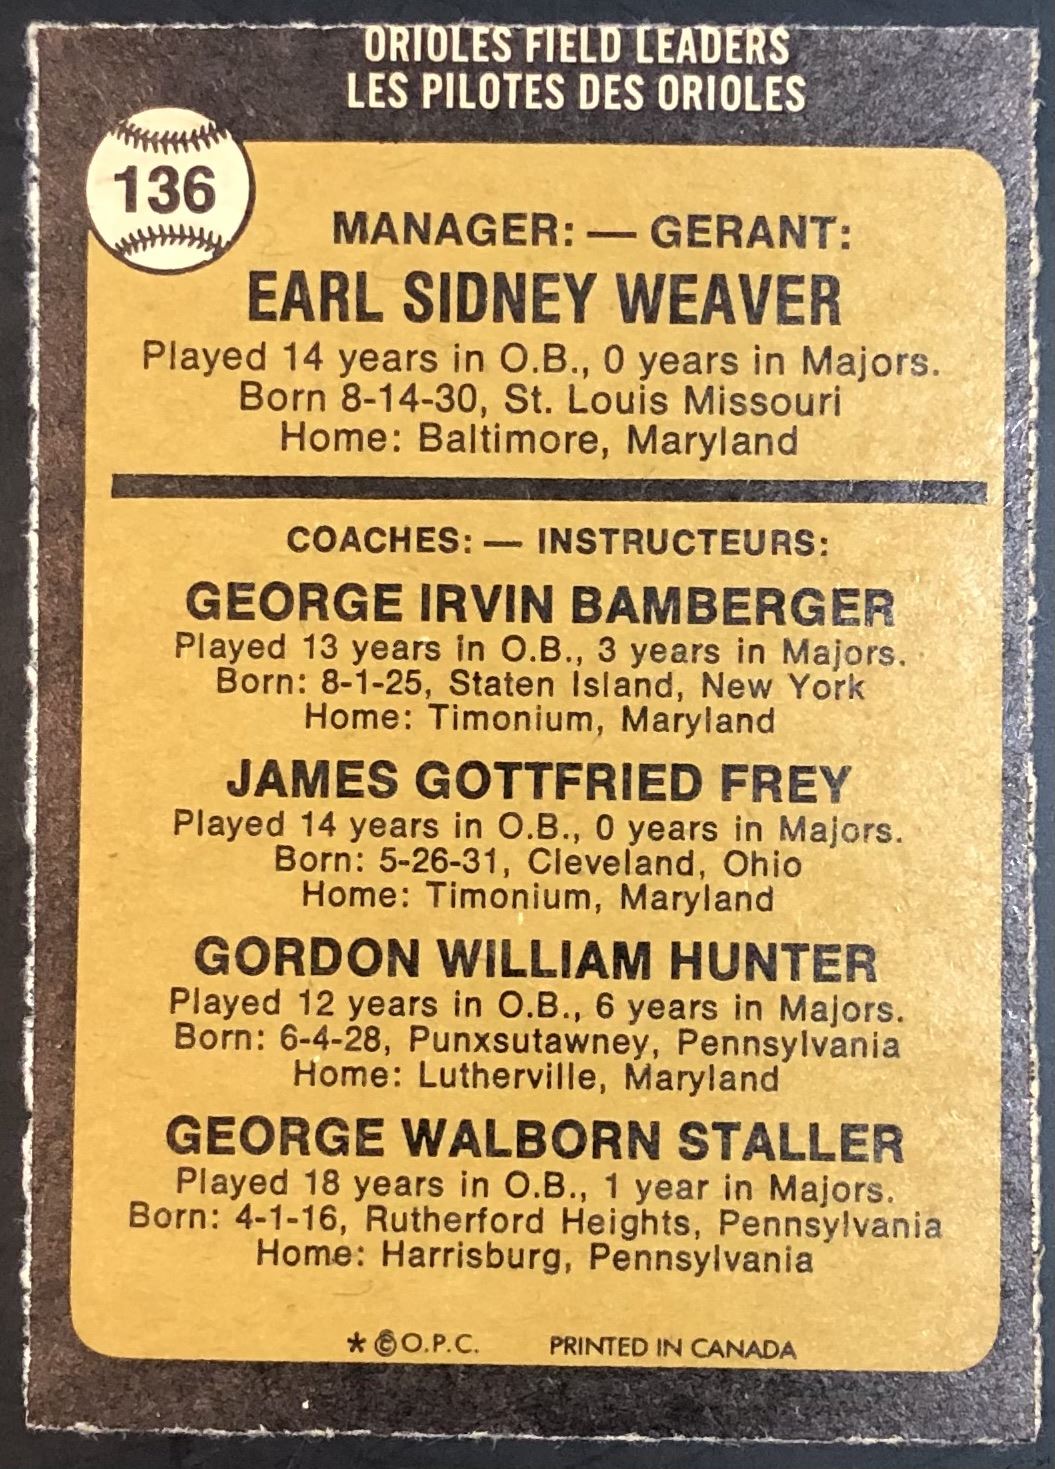 ORIOLES FIELD LEADERS
LES PILOTES DES ORIOLES
136
MANAGER: — GERANT:
EARL SIDNEY WEAVER
Played 14 years in O.B., 0 years in Majors.
Born 8-14-30, St. Louis Missouri
Home: Baltimore, Maryland
COACHES: — INSTRUCTEURS:
GEORGE IRVIN BAMBERGER
Played 13 years in O.B., 3 years in Majors.
Born: 8-1-25, Staten Island, New York
Home: Timonium, Maryland
JAMES GOTTFRIED FREY
Played 14 years in O.B., 0 years in Majors.
Born: 5-26-31, Cleveland, Ohio
Home: Timonium, Maryland
GORDON WILLIAM HUNTER
Played 12 years in O.B., 6 years in Majors.
Born: 6-4-28, Punxsutawney, Pennsylvania
Home: Lutherville, Maryland
GEORGE WALBORN STALLER
Played 18 years in O.B., 1 year in Majors.
Born: 4-1-16, Rutherford Heights, Pennsylvania
Home: Harrisburg, Pennsylvania
* © O.P.C. PRINTED IN CANADA